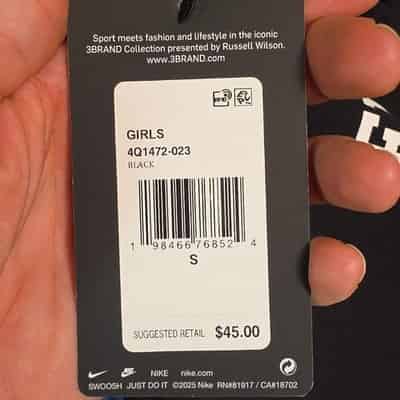 Sport meets fashion and lifestyle in the iconic
3BRAND Collection presented by Russell Wilson.
www.3BRAND.com
GIRLS
4Q1472-023
BLACK
1 98466 76852 4
S
SUGGESTED RETAIL $45.00
NIKE nike.com
SWOOSH JUST DO IT ©2025 Nike RN#81917 / CA#18702